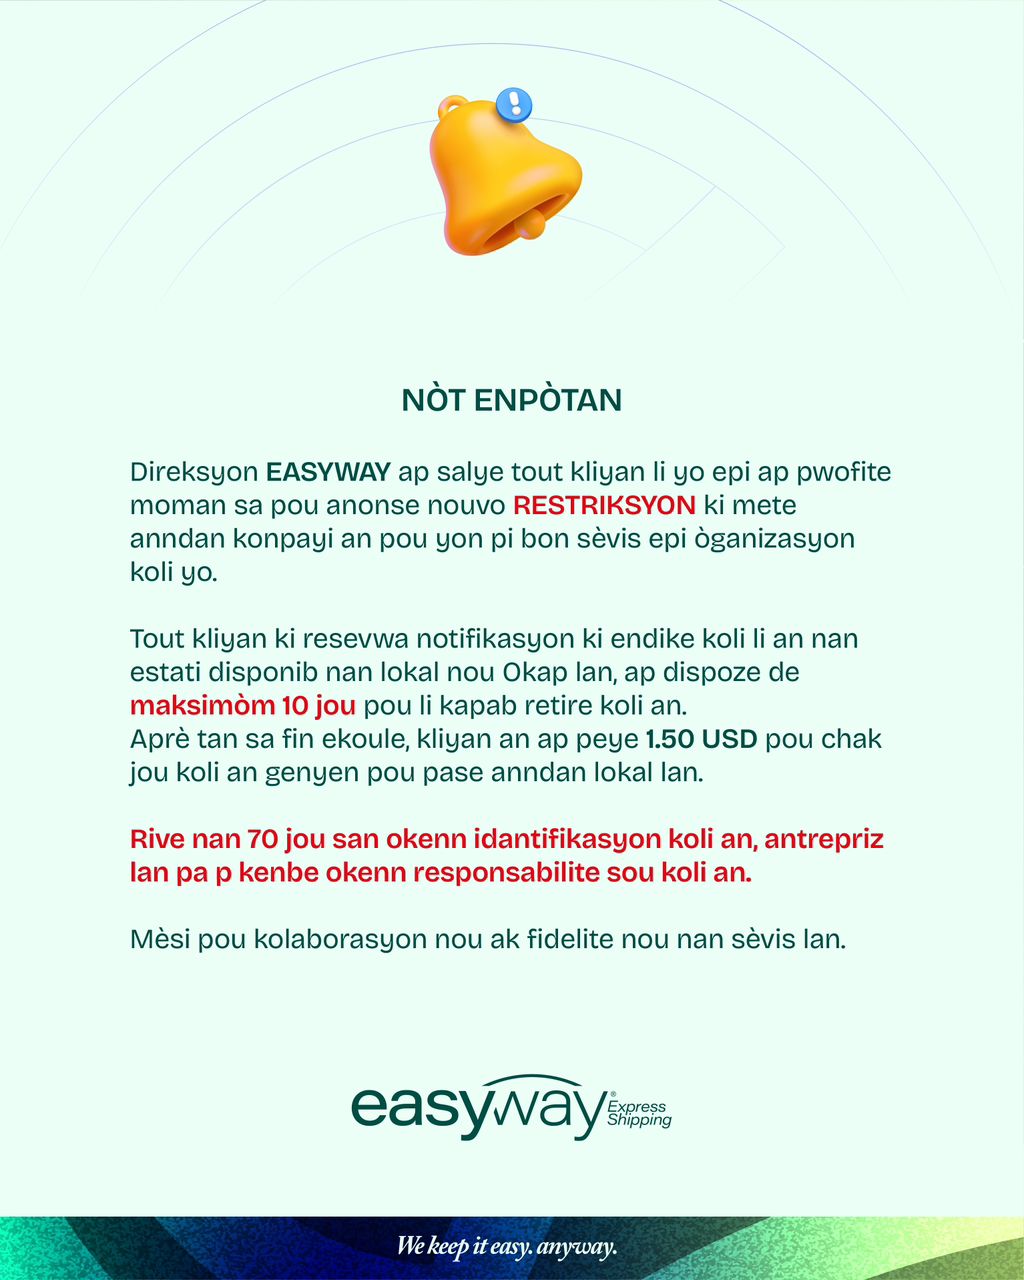 NÒT ENPÒTAN
Direksyon EASYWAY ap salye tout kliyan li yo epi ap pwofite
moman sa pou anonse nouvo RESTRIKSYON ki mete
anndan konpayi an pou yon pi bon sèvis epi òganizasyon
koli yo.
Tout kliyan ki resevwa notifikasyon ki endike koli li an nan
estati disponib nan lokal nou Okap lan, ap dispoze de
maksimòm 10 jou pou li kapab retire koli an.
Aprè tan sa fin ekoule, kliyan an ap peye 1.50 USD pou chak
jou koli an genyen pou pase anndan lokal lan.
Rive nan 70 jou san okenn idantifikasyon koli an, antrepriz
lan pa p kenbe okenn responsabilite sou koli an.
Mèsi pou kolaborasyon nou ak fidelite nou nan sèvis lan.
easyway® Express
Shipping
We keep it easy. anyway.